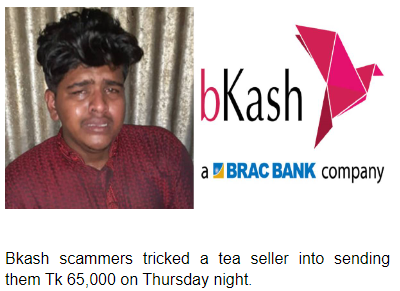 bKash
a BRAC BANK company
Bkash scammers tricked a tea seller into sending
them Tk 65,000 on Thursday night.